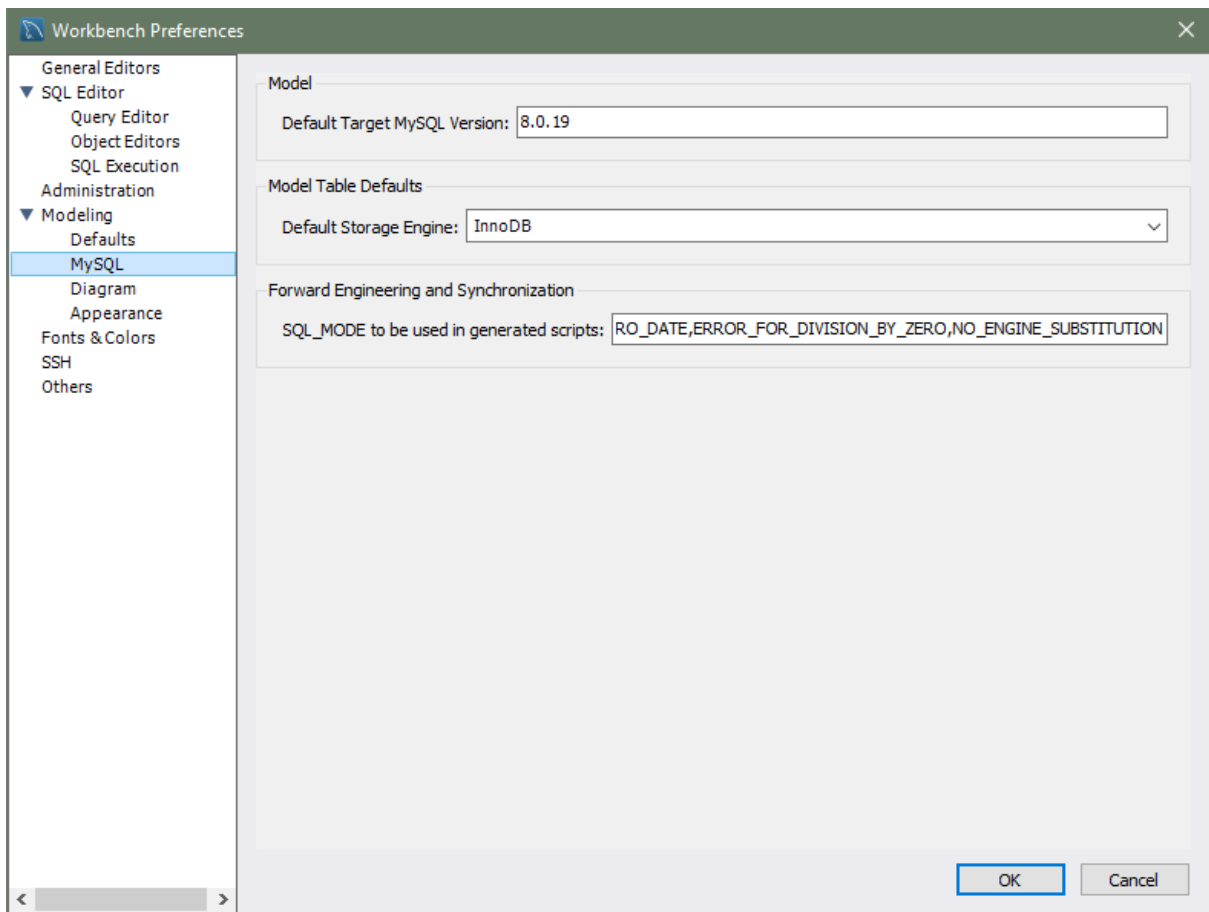 Workbench Preferences
General Editors
SQL Editor
Query Editor
Object Editors
SQL Execution
Administration
Modeling
Defaults
MySQL
Diagram
Appearance
Fonts & Colors
SSH
Others
Model
Default Target MySQL Version: 8.0.19
Model Table Defaults
Default Storage Engine: InnoDB
Forward Engineering and Synchronization
SQL_MODE to be used in generated scripts: RO_DATE,ERROR_FOR_DIVISION_BY_ZERO,NO_ENGINE_SUBSTITUTION
OK Cancel